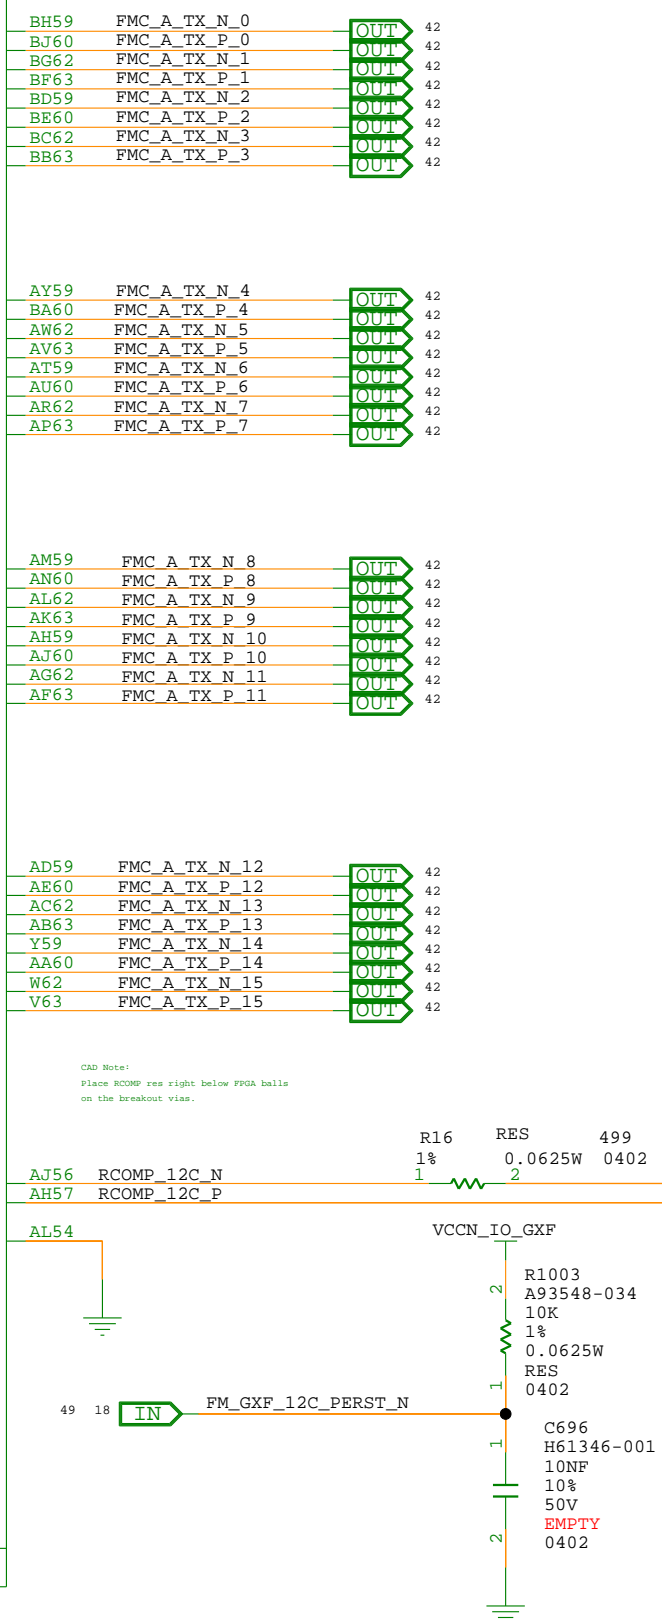 BH59 FMC_A_TX_N_0 OUT 42
BJ60 FMC_A_TX_P_0 OUT 42
BG62 FMC_A_TX_N_1 OUT 42
BF63 FMC_A_TX_P_1 OUT 42
BD59 FMC_A_TX_N_2 OUT 42
BE60 FMC_A_TX_P_2 OUT 42
BC62 FMC_A_TX_N_3 OUT 42
BB63 FMC_A_TX_P_3 OUT 42
AY59 FMC_A_TX_N_4 OUT 42
BA60 FMC_A_TX_P_4 OUT 42
AW62 FMC_A_TX_N_5 OUT 42
AV63 FMC_A_TX_P_5 OUT 42
AT59 FMC_A_TX_N_6 OUT 42
AU60 FMC_A_TX_P_6 OUT 42
AR62 FMC_A_TX_N_7 OUT 42
AP63 FMC_A_TX_P_7 OUT 42
AM59 FMC_A_TX_N_8 OUT 42
AN60 FMC_A_TX_P_8 OUT 42
AL62 FMC_A_TX_N_9 OUT 42
AK63 FMC_A_TX_P_9 OUT 42
AH59 FMC_A_TX_N_10 OUT 42
AJ60 FMC_A_TX_P_10 OUT 42
AG62 FMC_A_TX_N_11 OUT 42
AF63 FMC_A_TX_P_11 OUT 42
AD59 FMC_A_TX_N_12 OUT 42
AE60 FMC_A_TX_P_12 OUT 42
AC62 FMC_A_TX_N_13 OUT 42
AB63 FMC_A_TX_P_13 OUT 42
Y59 FMC_A_TX_N_14 OUT 42
AA60 FMC_A_TX_P_14 OUT 42
W62 FMC_A_TX_N_15 OUT 42
V63 FMC_A_TX_P_15 OUT 42
CAD Note:
Place RCOMP res right below FPGA balls
on the breakout vias.
R16 RES 499
1% 0.0625W 0402
AJ56 RCOMP_12C_N 1 2
AH57 RCOMP_12C_P
AL54
VCCN_IO_GXF
2
R1003
A93548-034
10K
1%
0.0625W
RES
0402
1
49 18 IN FM_GXF_12C_PERST_N
1
C696
H61346-001
10NF
10%
50V
EMPTY
0402
2